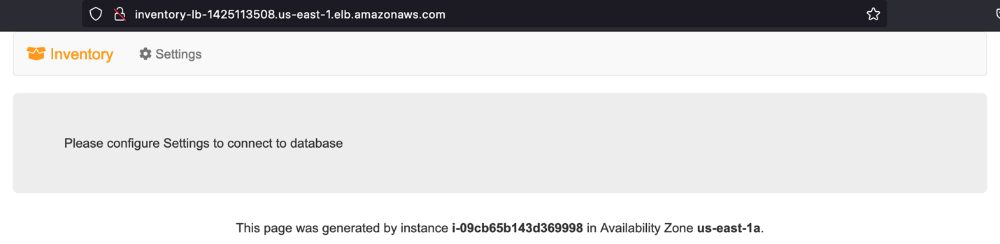 inventory-lb-1425113508.us-east-1.elb.amazonaws.com
Inventory Settings
Please configure Settings to connect to database
This page was generated by instance i-09cb65b143d369998 in Availability Zone us-east-1a.